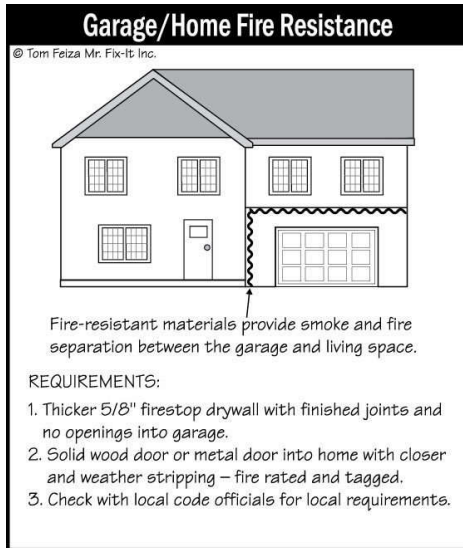 Garage/Home Fire Resistance
© Tom Feiza Mr. Fix-It Inc.
Fire-resistant materials provide smoke and fire
separation between the garage and living space.
REQUIREMENTS:
1. Thicker 5/8" firestop drywall with finished joints and
no openings into garage.
2. Solid wood door or metal door into home with closer
and weather stripping – fire rated and tagged.
3. Check with local code officials for local requirements.